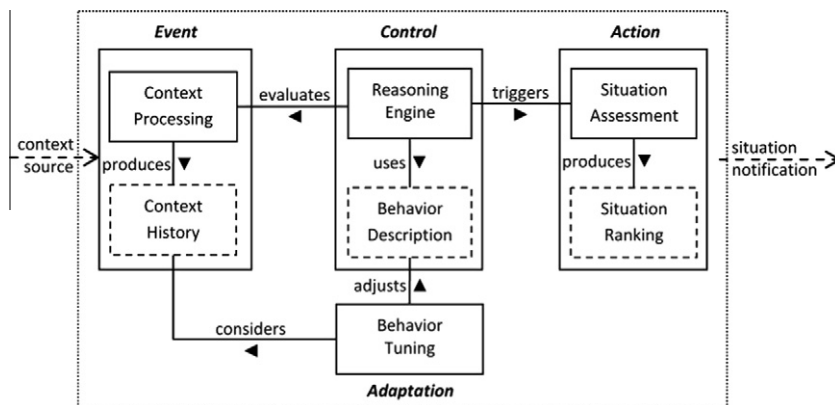 Event
Control
Action
Context
Processing
evaluates
Reasoning
Engine
triggers
Situation
Assessment
context
source
produces
uses
produces
situation
notification
Context
History
Behavior
Description
Situation
Ranking
adjusts
considers
Behavior
Tuning
Adaptation